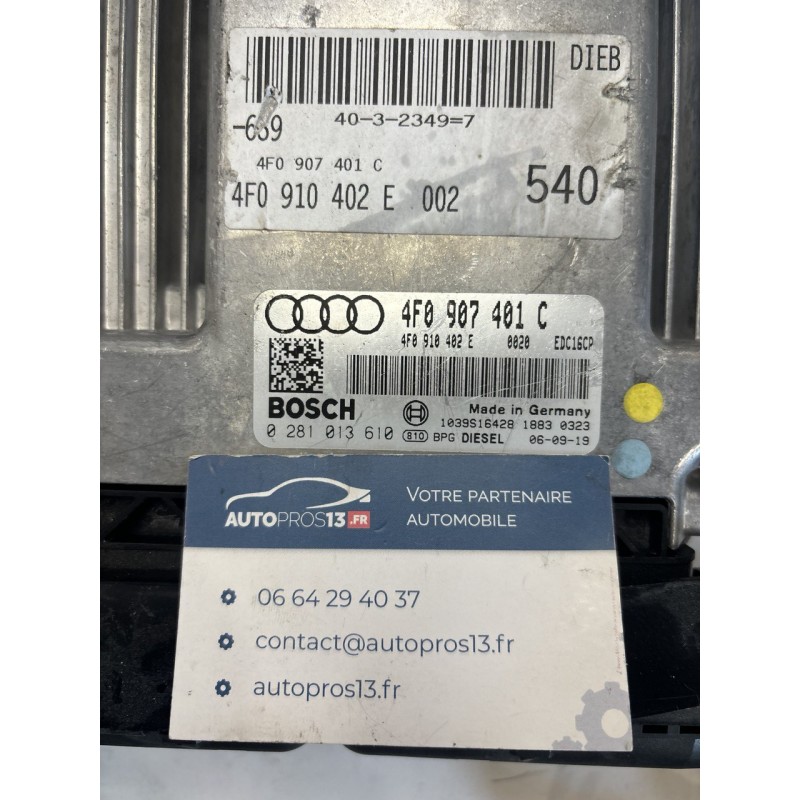 DIEB
40-3-2349=7
-639
4F0 907 401 C
4F0 910 402 E 002 540
4F0 907 401 C
4F0 910 402 E 0020 EDC16CP
BOSCH
Made in Germany
1039S16428 1883 0323
0 281 013 610 810 BPG DIESEL 06-09-19
AUTOPROS13.FR
VOTRE PARTENAIRE
AUTOMOBILE
06 64 29 40 37
contact@autopros13.fr
autopros13.fr